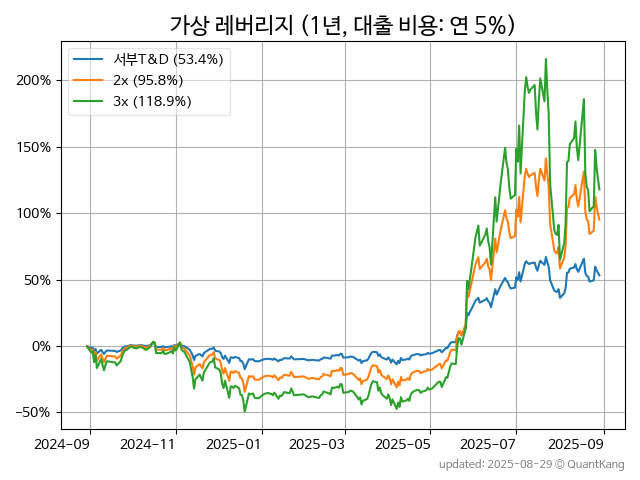 가상 레버리지 (1년, 대출 비용: 연 5%)
서부T&D (53.4%)
2x (95.8%)
3x (118.9%)
200%
150%
100%
50%
0%
−50%
2024-09 2024-11 2025-01 2025-03 2025-05 2025-07 2025-09
updated: 2025-08-29 © QuantKang